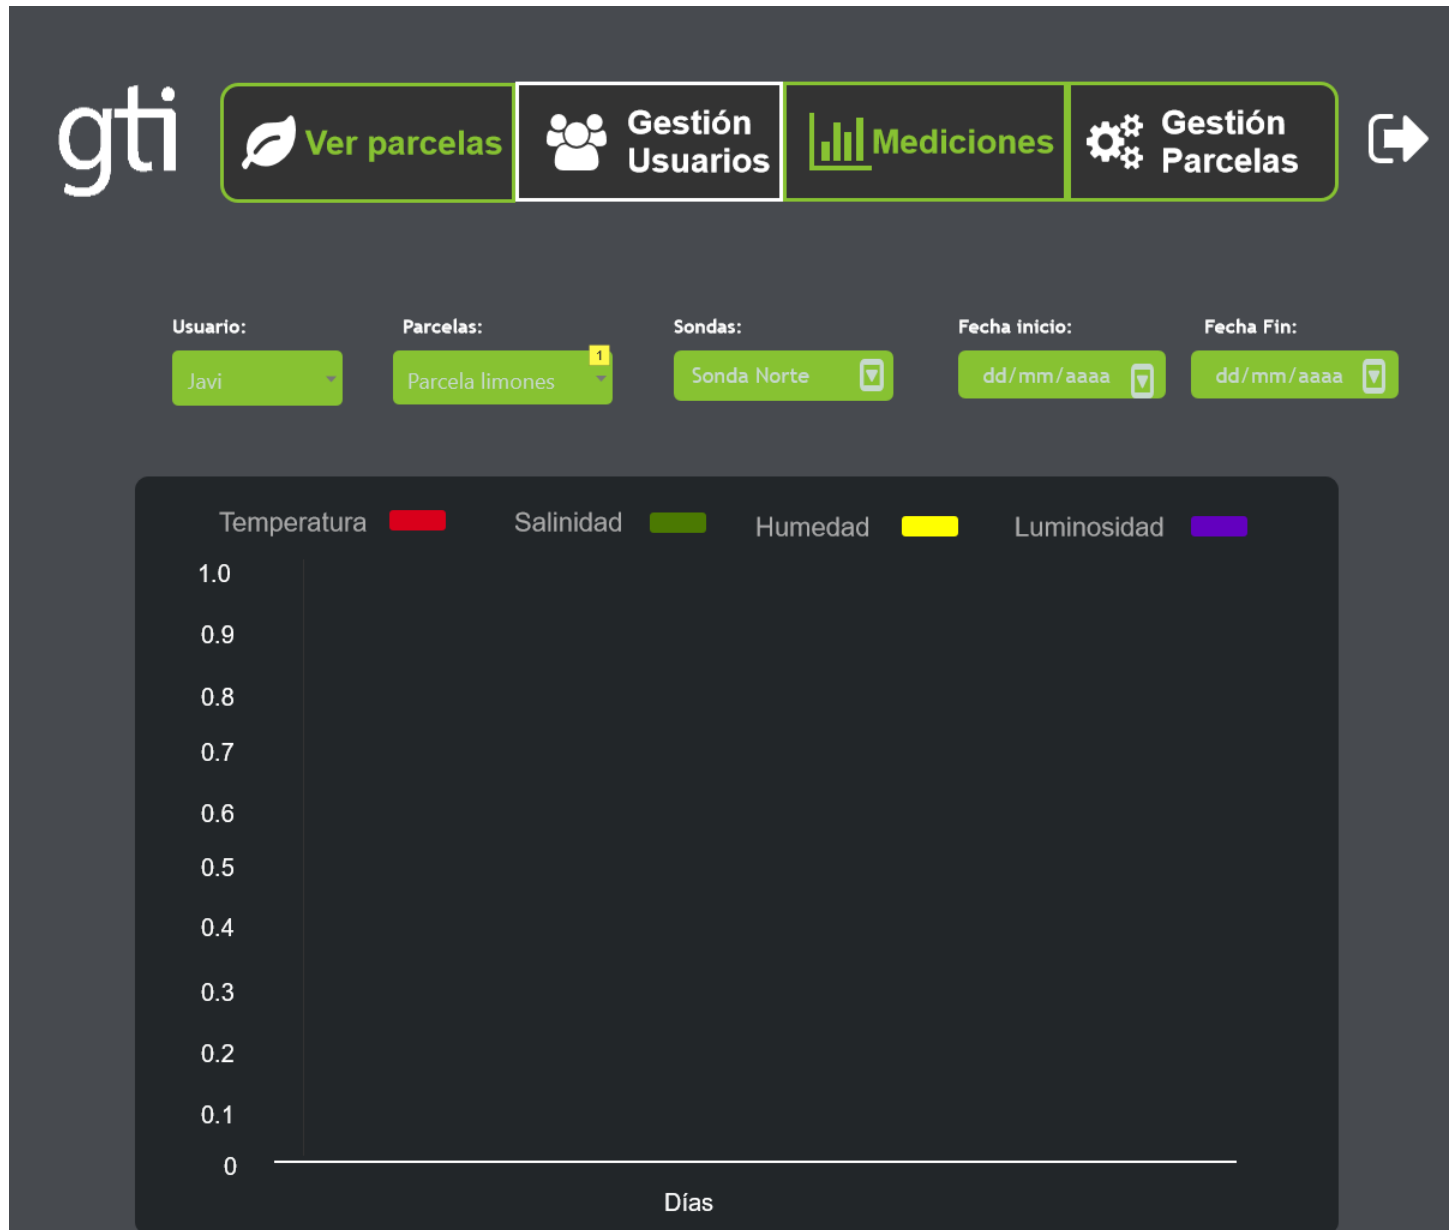 gti
Ver parcelas
Gestión
Usuarios
Mediciones
Gestión
Parcelas
Usuario:
Parcelas:
Sondas:
Fecha inicio:
Fecha Fin:
Javi
Parcela limones
1
Sonda Norte
dd/mm/aaaa
dd/mm/aaaa
Temperatura
Salinidad
Humedad
Luminosidad
1.0
0.9
0.8
0.7
0.6
0.5
0.4
0.3
0.2
0.1
0
Días